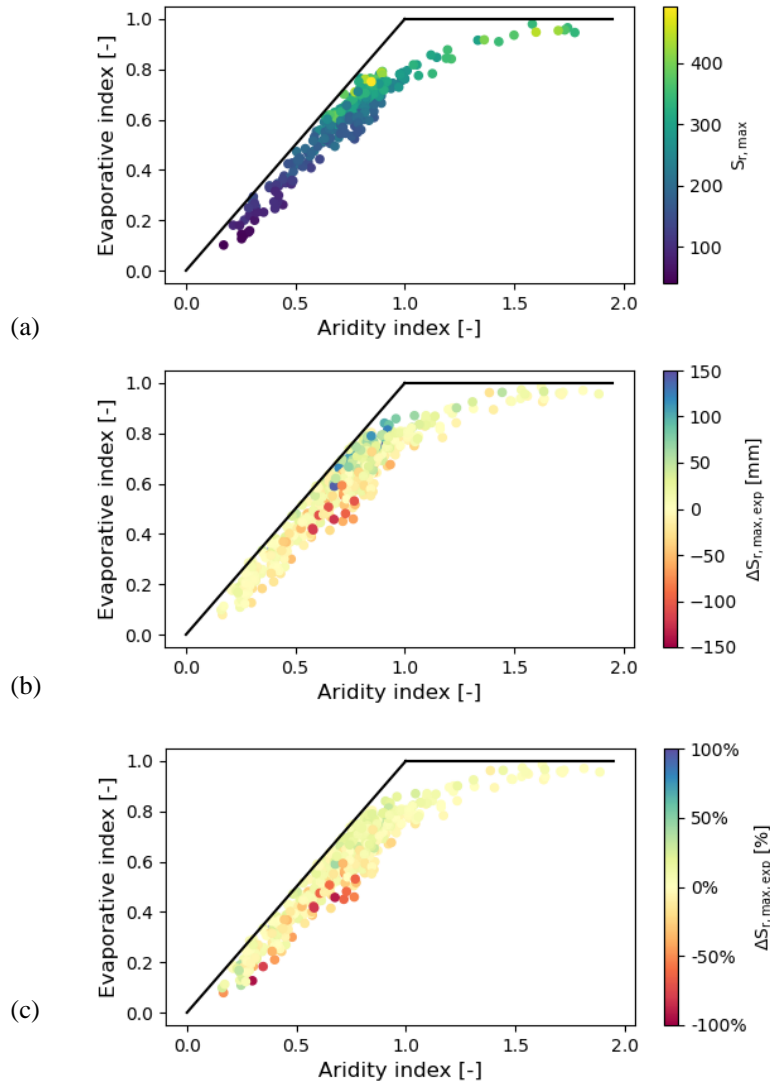 1.0
0.8
0.6
0.4
0.2
0.0
Evaporative index [-]
0.0 0.5 1.0 1.5 2.0
Aridity index [-]
400
300
200
100
Sr,max
(a)
1.0
0.8
0.6
0.4
0.2
0.0
Evaporative index [-]
0.0 0.5 1.0 1.5 2.0
Aridity index [-]
150
100
50
0
−50
−100
−150
ΔSr,max,exp [mm]
(b)
1.0
0.8
0.6
0.4
0.2
0.0
Evaporative index [-]
0.0 0.5 1.0 1.5 2.0
Aridity index [-]
100%
50%
0%
-50%
-100%
ΔSr,max,exp [%]
(c)